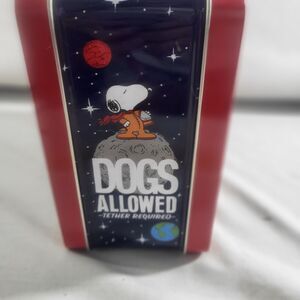 DOGS
ALLOWED
-TETHER REQUIRED-